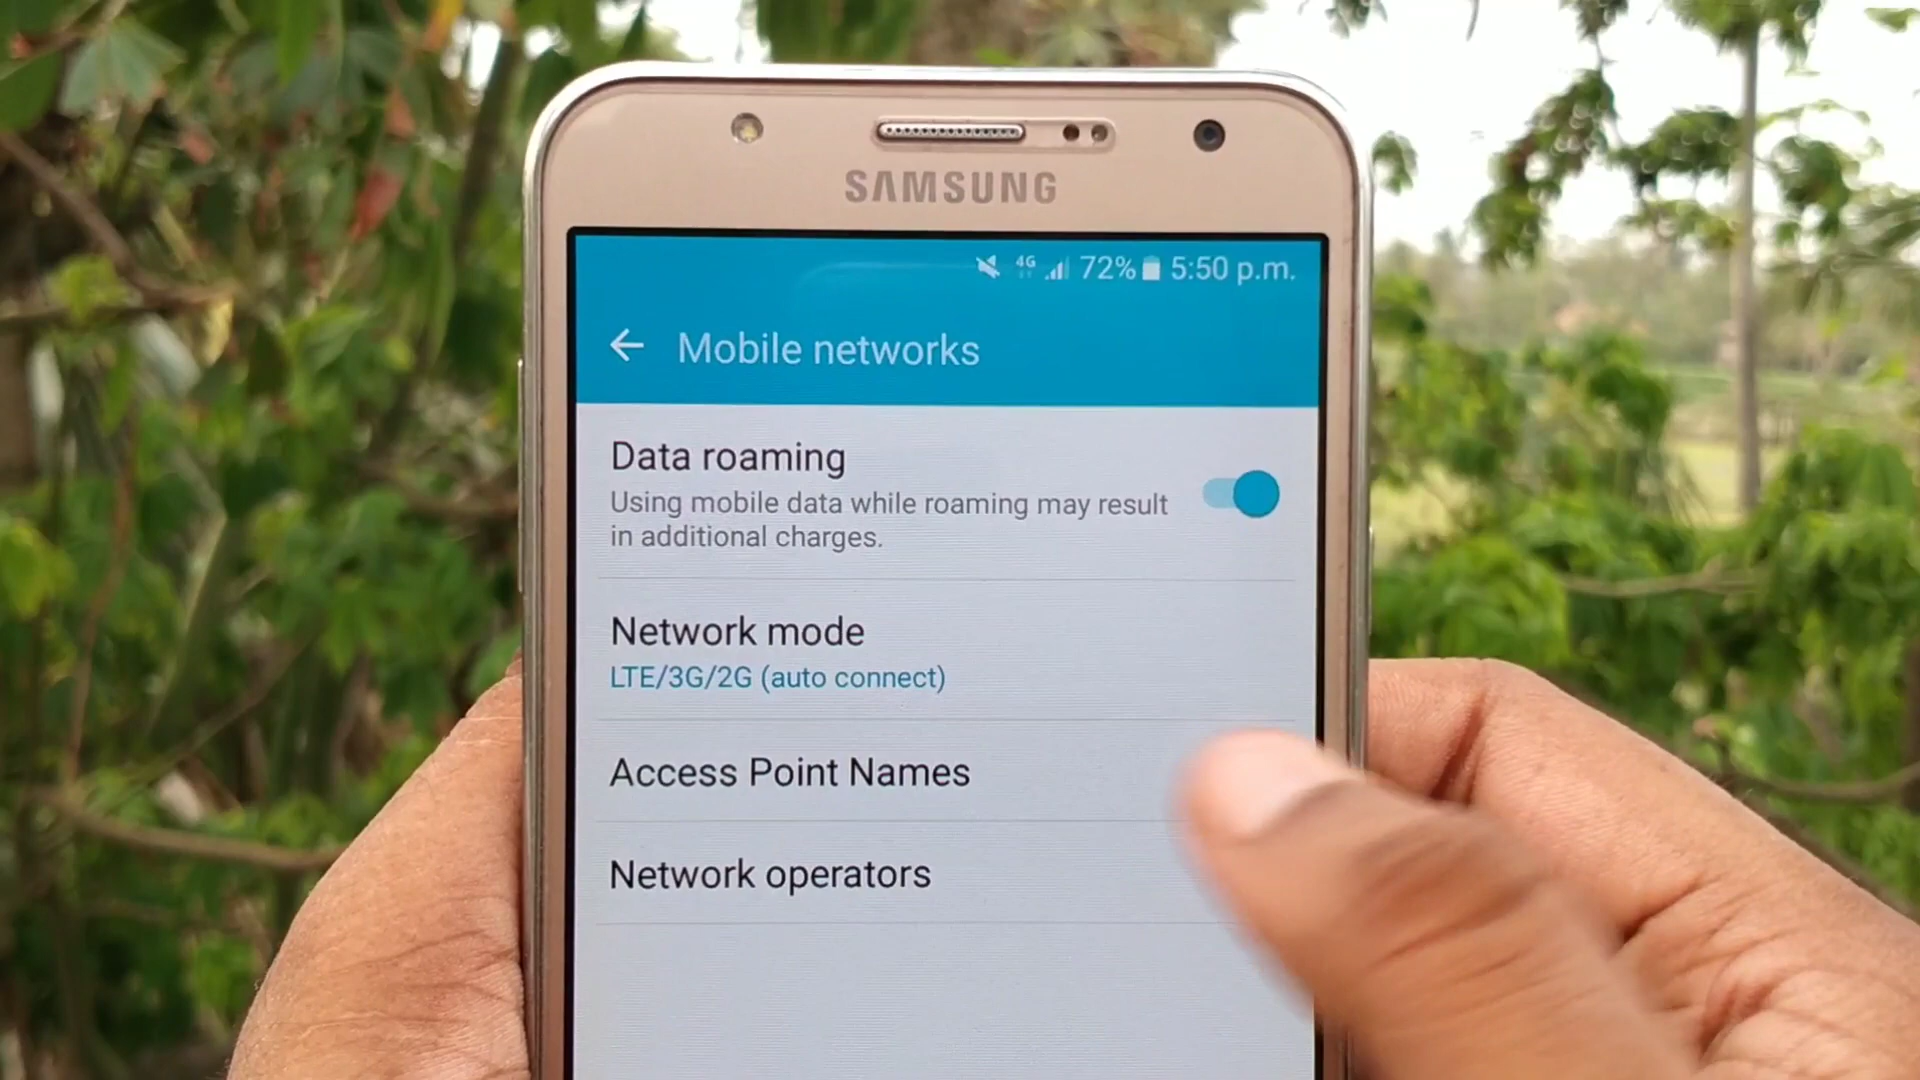 SAMSUNG
4G 72% 5:50 p.m.
Mobile networks
Data roaming
Using mobile data while roaming may result
in additional charges.
Network mode
LTE/3G/2G (auto connect)
Access Point Names
Network operators